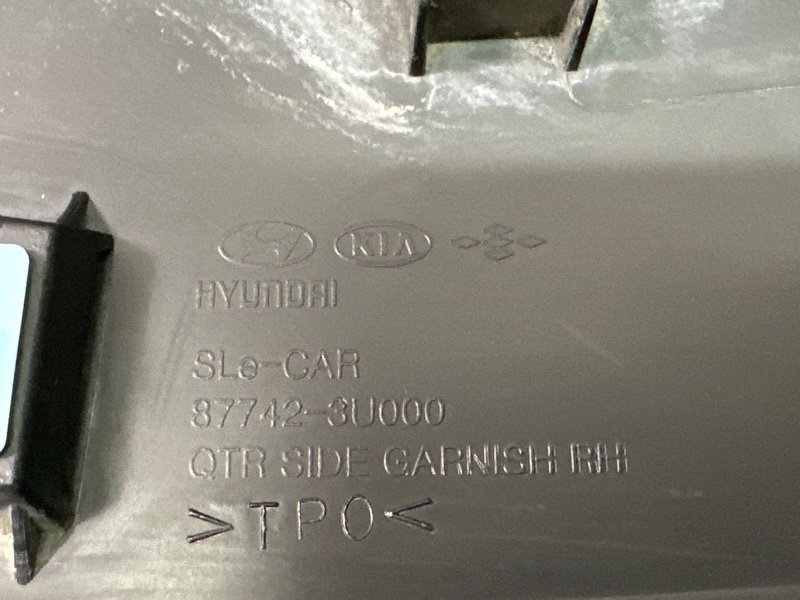 KIA
HYUNDAI
SLe-CAR
87742-3U000
QTR SIDE GARNISH RH
>TPO<